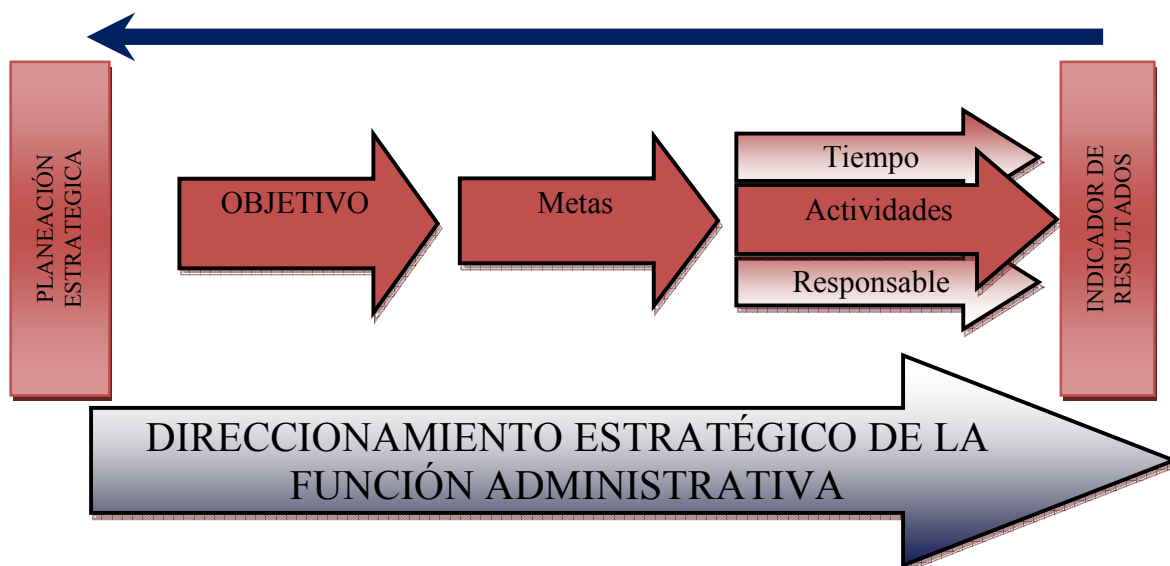 PLANEACIÓN
ESTRATEGICA
OBJETIVO
Metas
Tiempo
Actividades
Responsable
INDICADOR DE
RESULTADOS
DIRECCIONAMIENTO ESTRATÉGICO DE LA
FUNCIÓN ADMINISTRATIVA